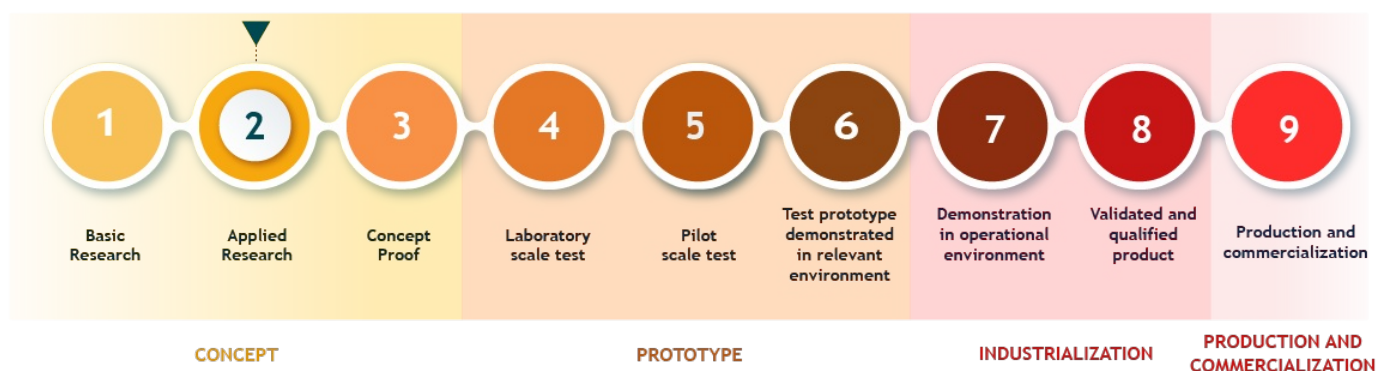 1
2
3
4
5
6
7
8
9
Basic
Research
Applied
Research
Concept
Proof
Laboratory
scale test
Pilot
scale test
Test prototype
demonstrated
in relevant
environment
Demonstration
in operational
environment
Validated and
qualified
product
Production and
commercialization
CONCEPT
PROTOTYPE
INDUSTRIALIZATION
PRODUCTION AND
COMMERCIALIZATION